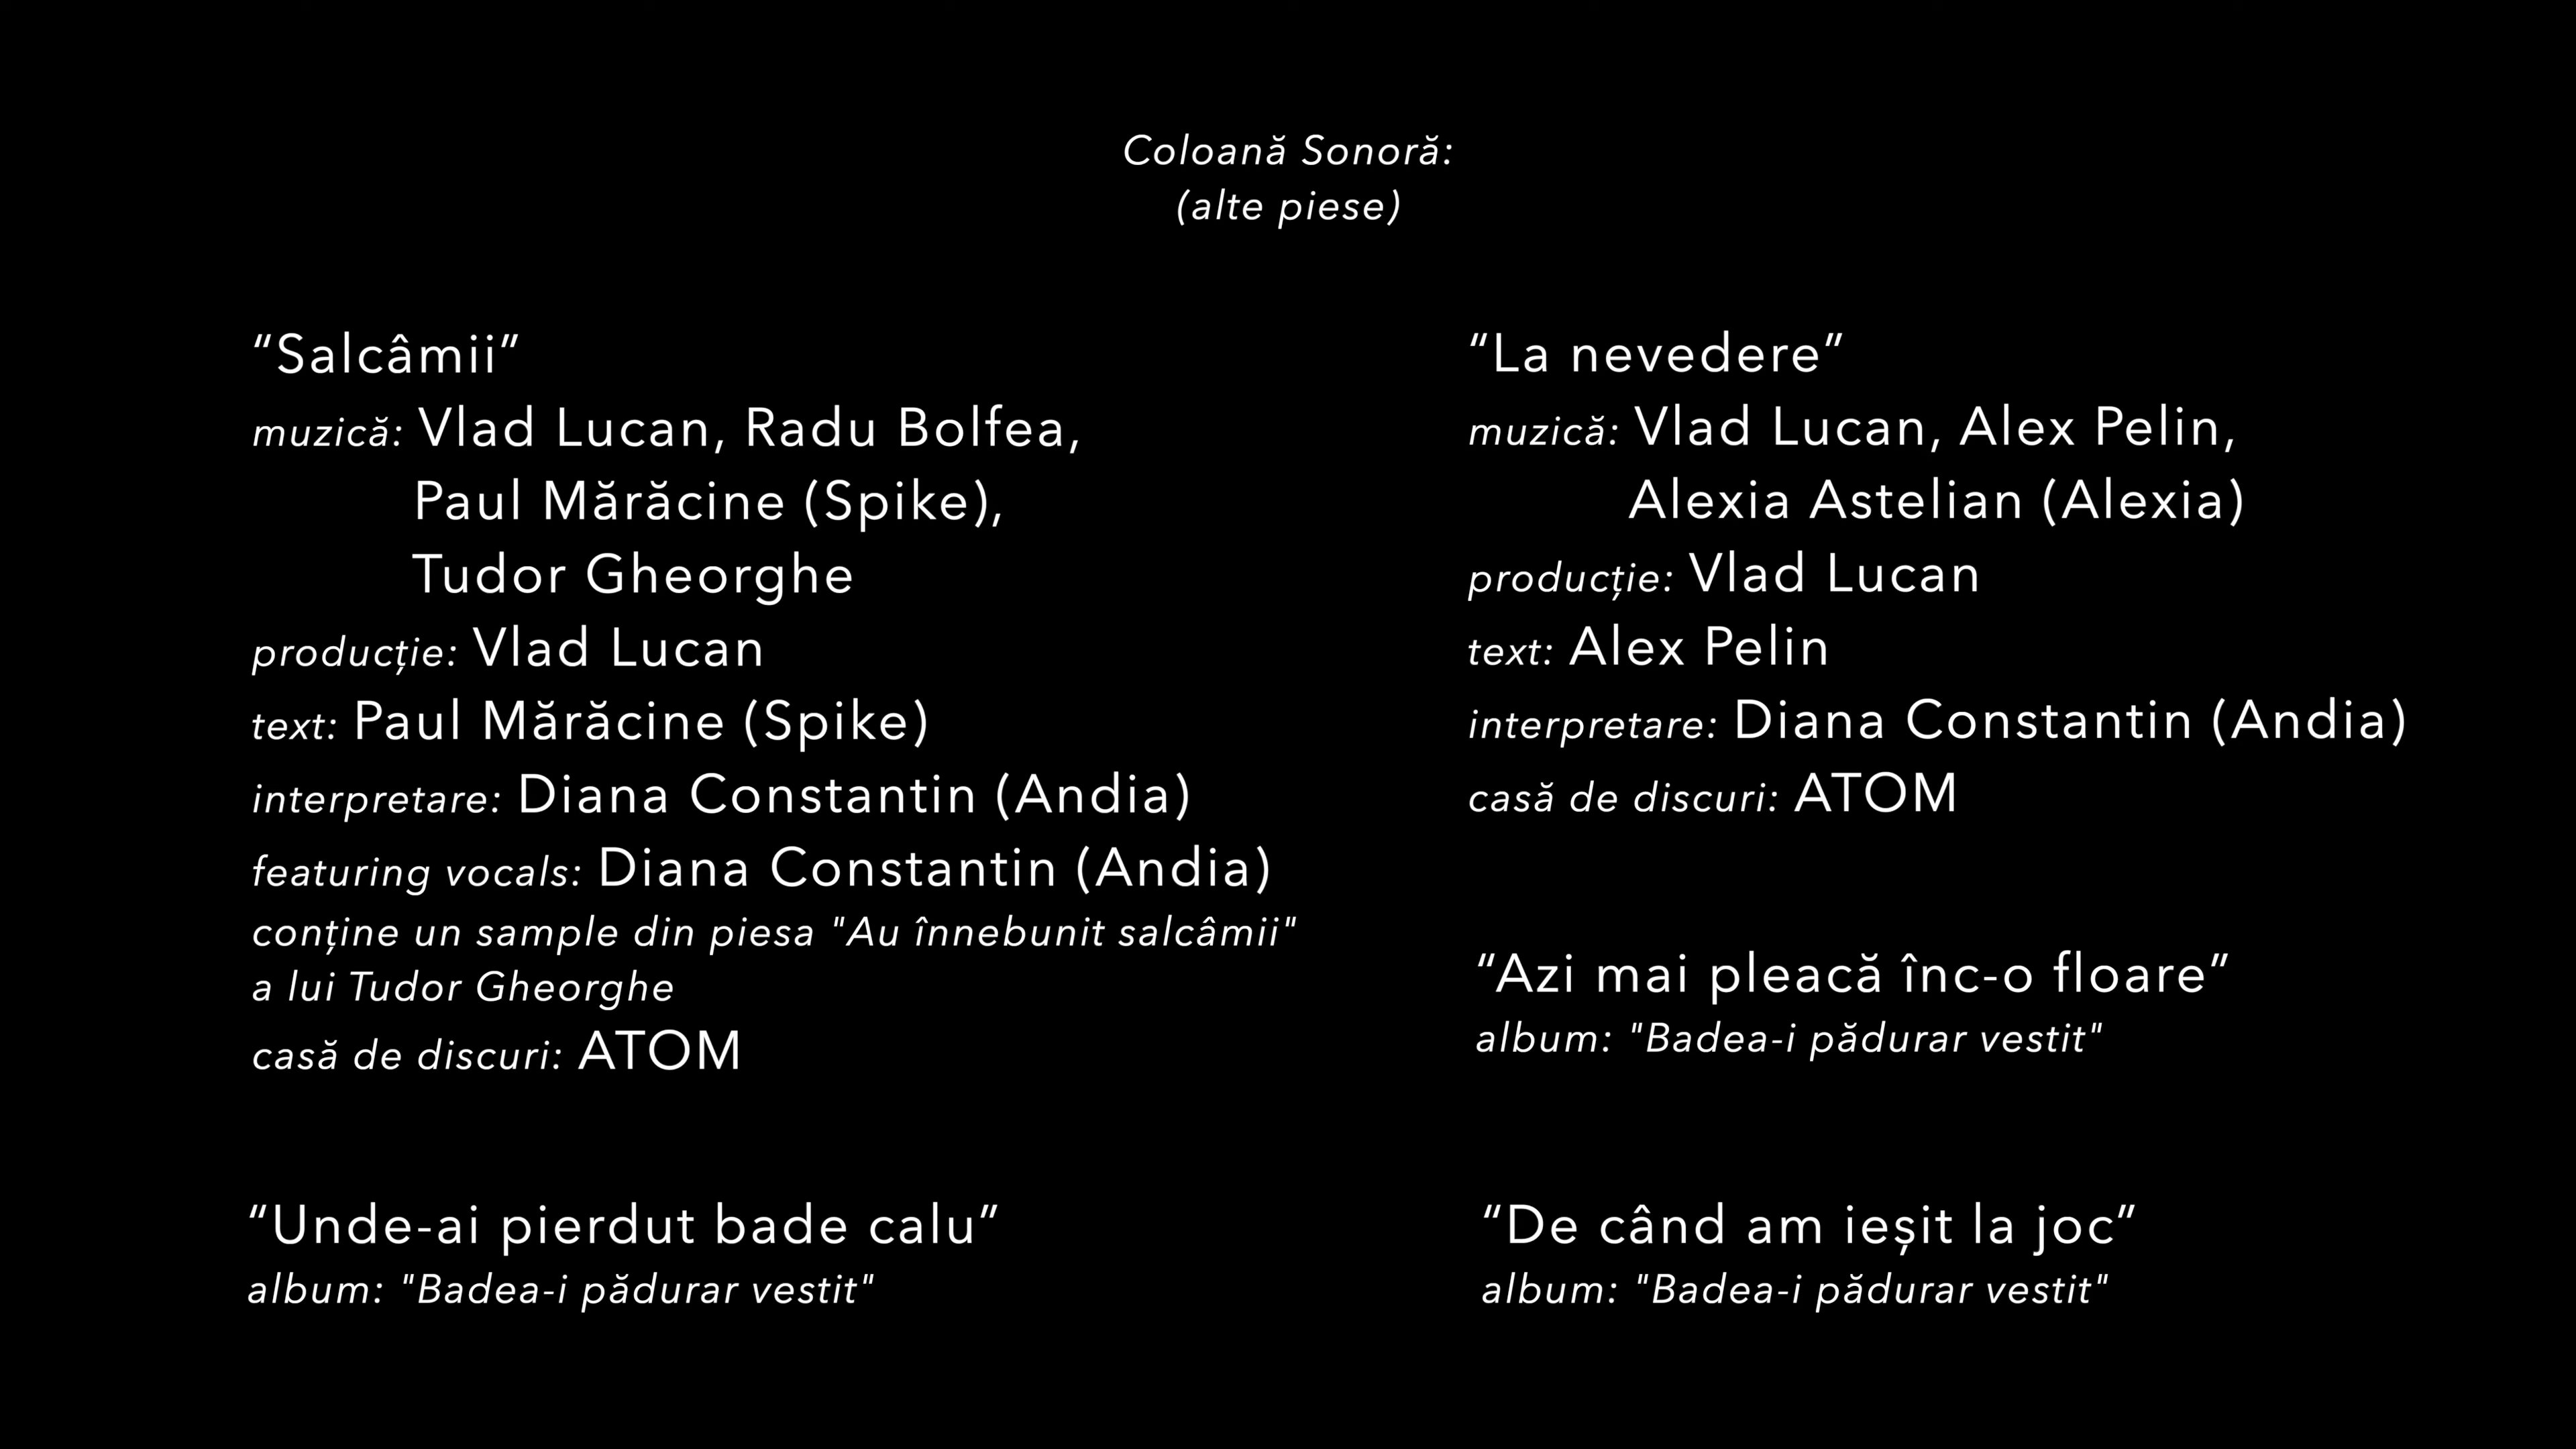 Coloană Sonoră:
(alte piese)
“Salcâmii”
muzică: Vlad Lucan, Radu Bolfea,
Paul Mărăcine (Spike),
Tudor Gheorghe
producție: Vlad Lucan
text: Paul Mărăcine (Spike)
interpretare: Diana Constantin (Andia)
featuring vocals: Diana Constantin (Andia)
conține un sample din piesa "Au înnebunit salcâmii"
a lui Tudor Gheorghe
casă de discuri: ATOM
“Unde-ai pierdut bade calu”
album: "Badea-i pădurar vestit"
“La nevedere”
muzică: Vlad Lucan, Alex Pelin,
Alexia Astelian (Alexia)
producție: Vlad Lucan
text: Alex Pelin
interpretare: Diana Constantin (Andia)
casă de discuri: ATOM
“Azi mai pleacă înc-o floare”
album: "Badea-i pădurar vestit"
“De când am ieșit la joc”
album: "Badea-i pădurar vestit"